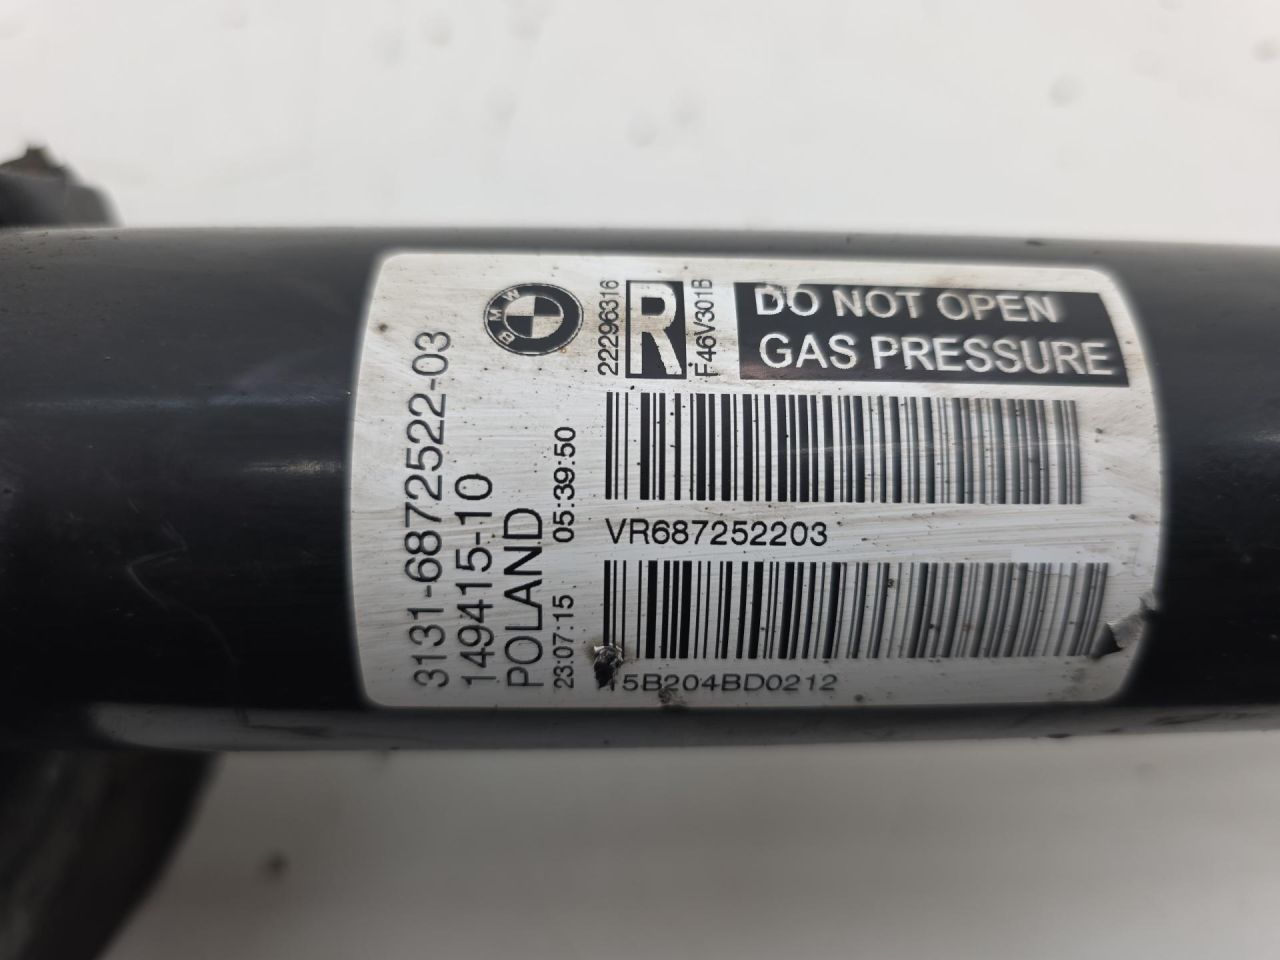 BMW
3131-6872522-03
149415-10
POLAND
23:07:15 05:39:50
22296316
R
F46V301B
DO NOT OPEN
GAS PRESSURE
VR687252203
15B204BD0212